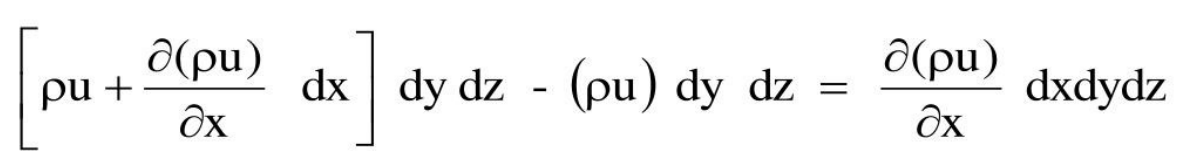 [ρu + ∂(ρu)/∂x dx] dy dz - (ρu) dy dz = ∂(ρu)/∂x dxdydz